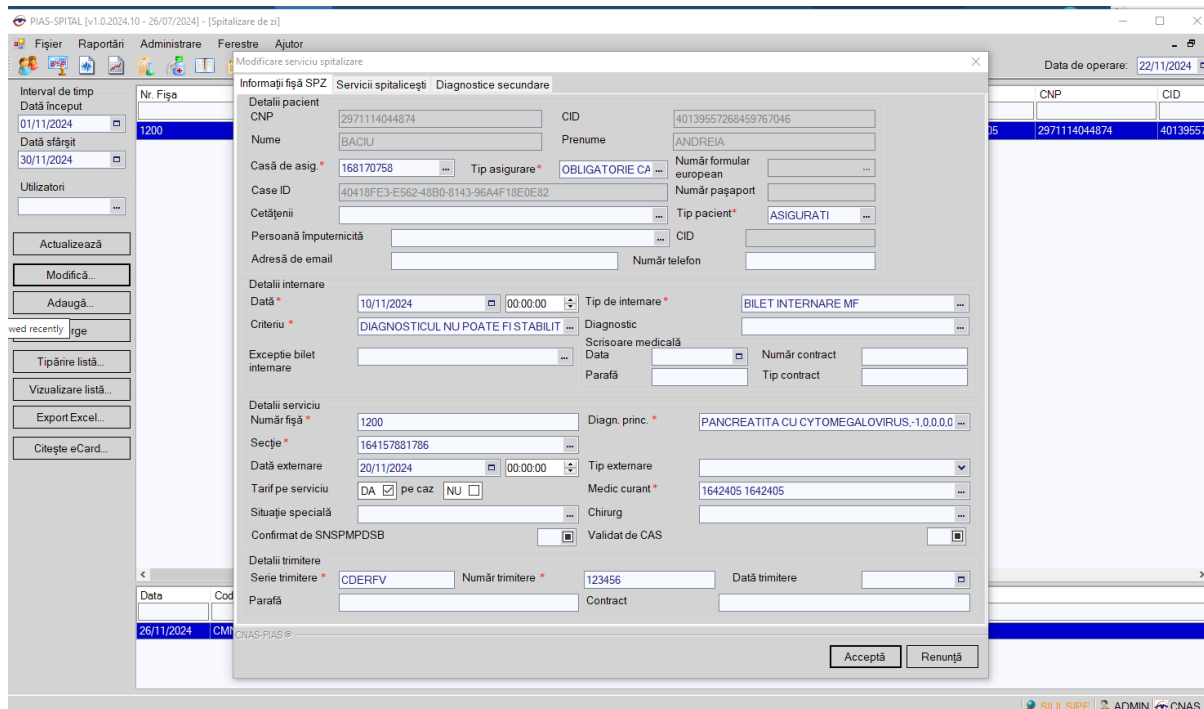 PIAS-SPITAL [v1.0.2024.10 - 26/07/2024] - [Spitalizare de zi]
Fișier Raportări Administrare Ferestre Ajutor
Data de operare: 22/11/2024
Interval de timp
Dată început
01/11/2024
Dată sfârșit
30/11/2024
Utilizatori
...
Actualizează
Modifică...
Adaugă...
wed recently rge
Tipărire listă...
Vizualizare listă...
Export Excel...
Citește eCard...
Nr. Fișa CNP CID
1200 05 2971114044874 4013955
Modificare serviciu spitalizare
Informații fișă SPZ Servicii spitalicești Diagnostice secundare
Detalii pacient
CNP 2971114044874 CID 40139557268459767046
Nume BACIU Prenume ANDREIA
Casă de asig.* 168170758 ... Tip asigurare* OBLIGATORIE CA ... Număr formular european ...
Case ID 40418FE3-E562-48B0-8143-96A4F18E0E82 Număr pașaport
Cetățenii ... Tip pacient* ASIGURATI ...
Persoană împuternicită ... CID
Adresă de email Număr telefon
Detalii internare
Dată* 10/11/2024 00:00:00 Tip de internare* BILET INTERNARE MF ...
Criteriu * DIAGNOSTICUL NU POATE FI STABILIT ... Diagnostic ...
Scrisoare medicală
Exceptie bilet internare ... Data Număr contract
Parafă Tip contract
Detalii serviciu
Număr fișă * 1200 Diagn. princ. * PANCREATITA CU CYTOMEGALOVIRUS,-1,0,0,0,0 ...
Secție* 164157881786 ...
Dată externare 20/11/2024 00:00:00 Tip externare
Tarif pe serviciu DA pe caz NU Medic curant* 1642405 1642405 ...
Situație specială ... Chirurg ...
Confirmat de SNSPMPDSB Validat de CAS
Detalii trimitere
Serie trimitere * CDERFV Număr trimitere * 123456 Dată trimitere
Parafă Contract
CNAS-PIAS ®
Acceptă Renunță
Data Cod
26/11/2024 CMN
SIUI, SIPE ADMIN CNAS